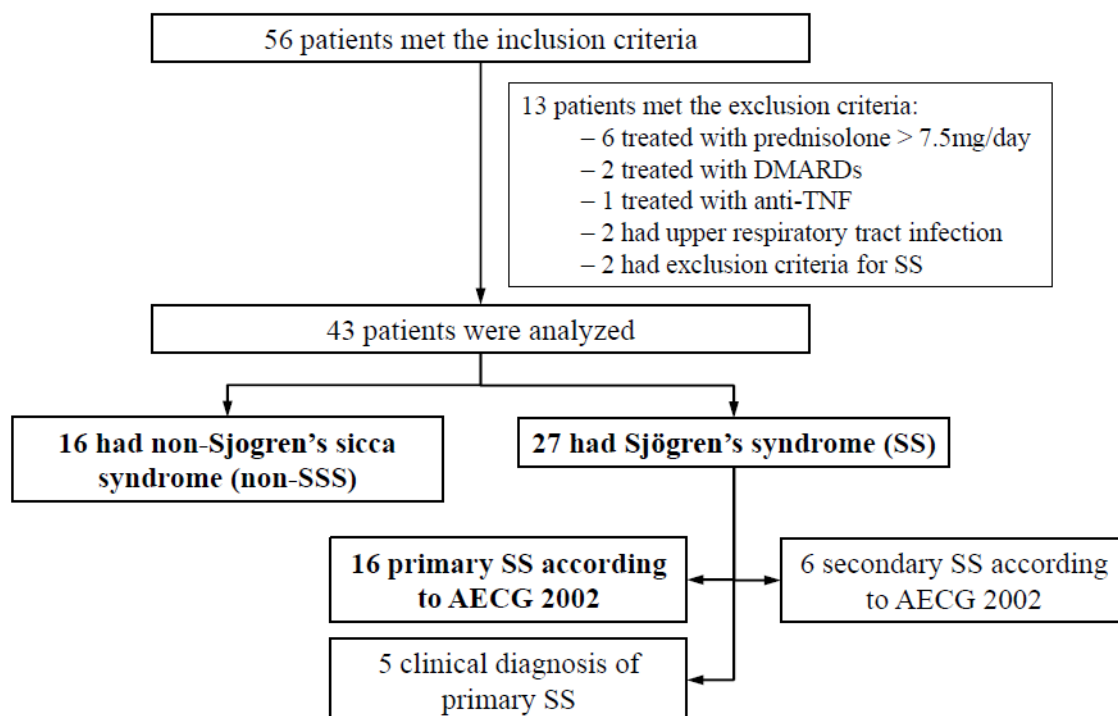 56 patients met the inclusion criteria
13 patients met the exclusion criteria:
– 6 treated with prednisolone > 7.5mg/day
– 2 treated with DMARDs
– 1 treated with anti-TNF
– 2 had upper respiratory tract infection
– 2 had exclusion criteria for SS
43 patients were analyzed
16 had non-Sjogren’s sicca
syndrome (non-SSS)
27 had Sjögren’s syndrome (SS)
16 primary SS according
to AECG 2002
6 secondary SS according
to AECG 2002
5 clinical diagnosis of
primary SS